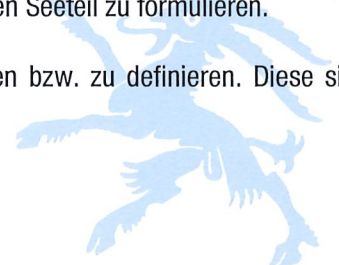 en Seeteil zu formulieren.
en bzw. zu definieren. Diese si